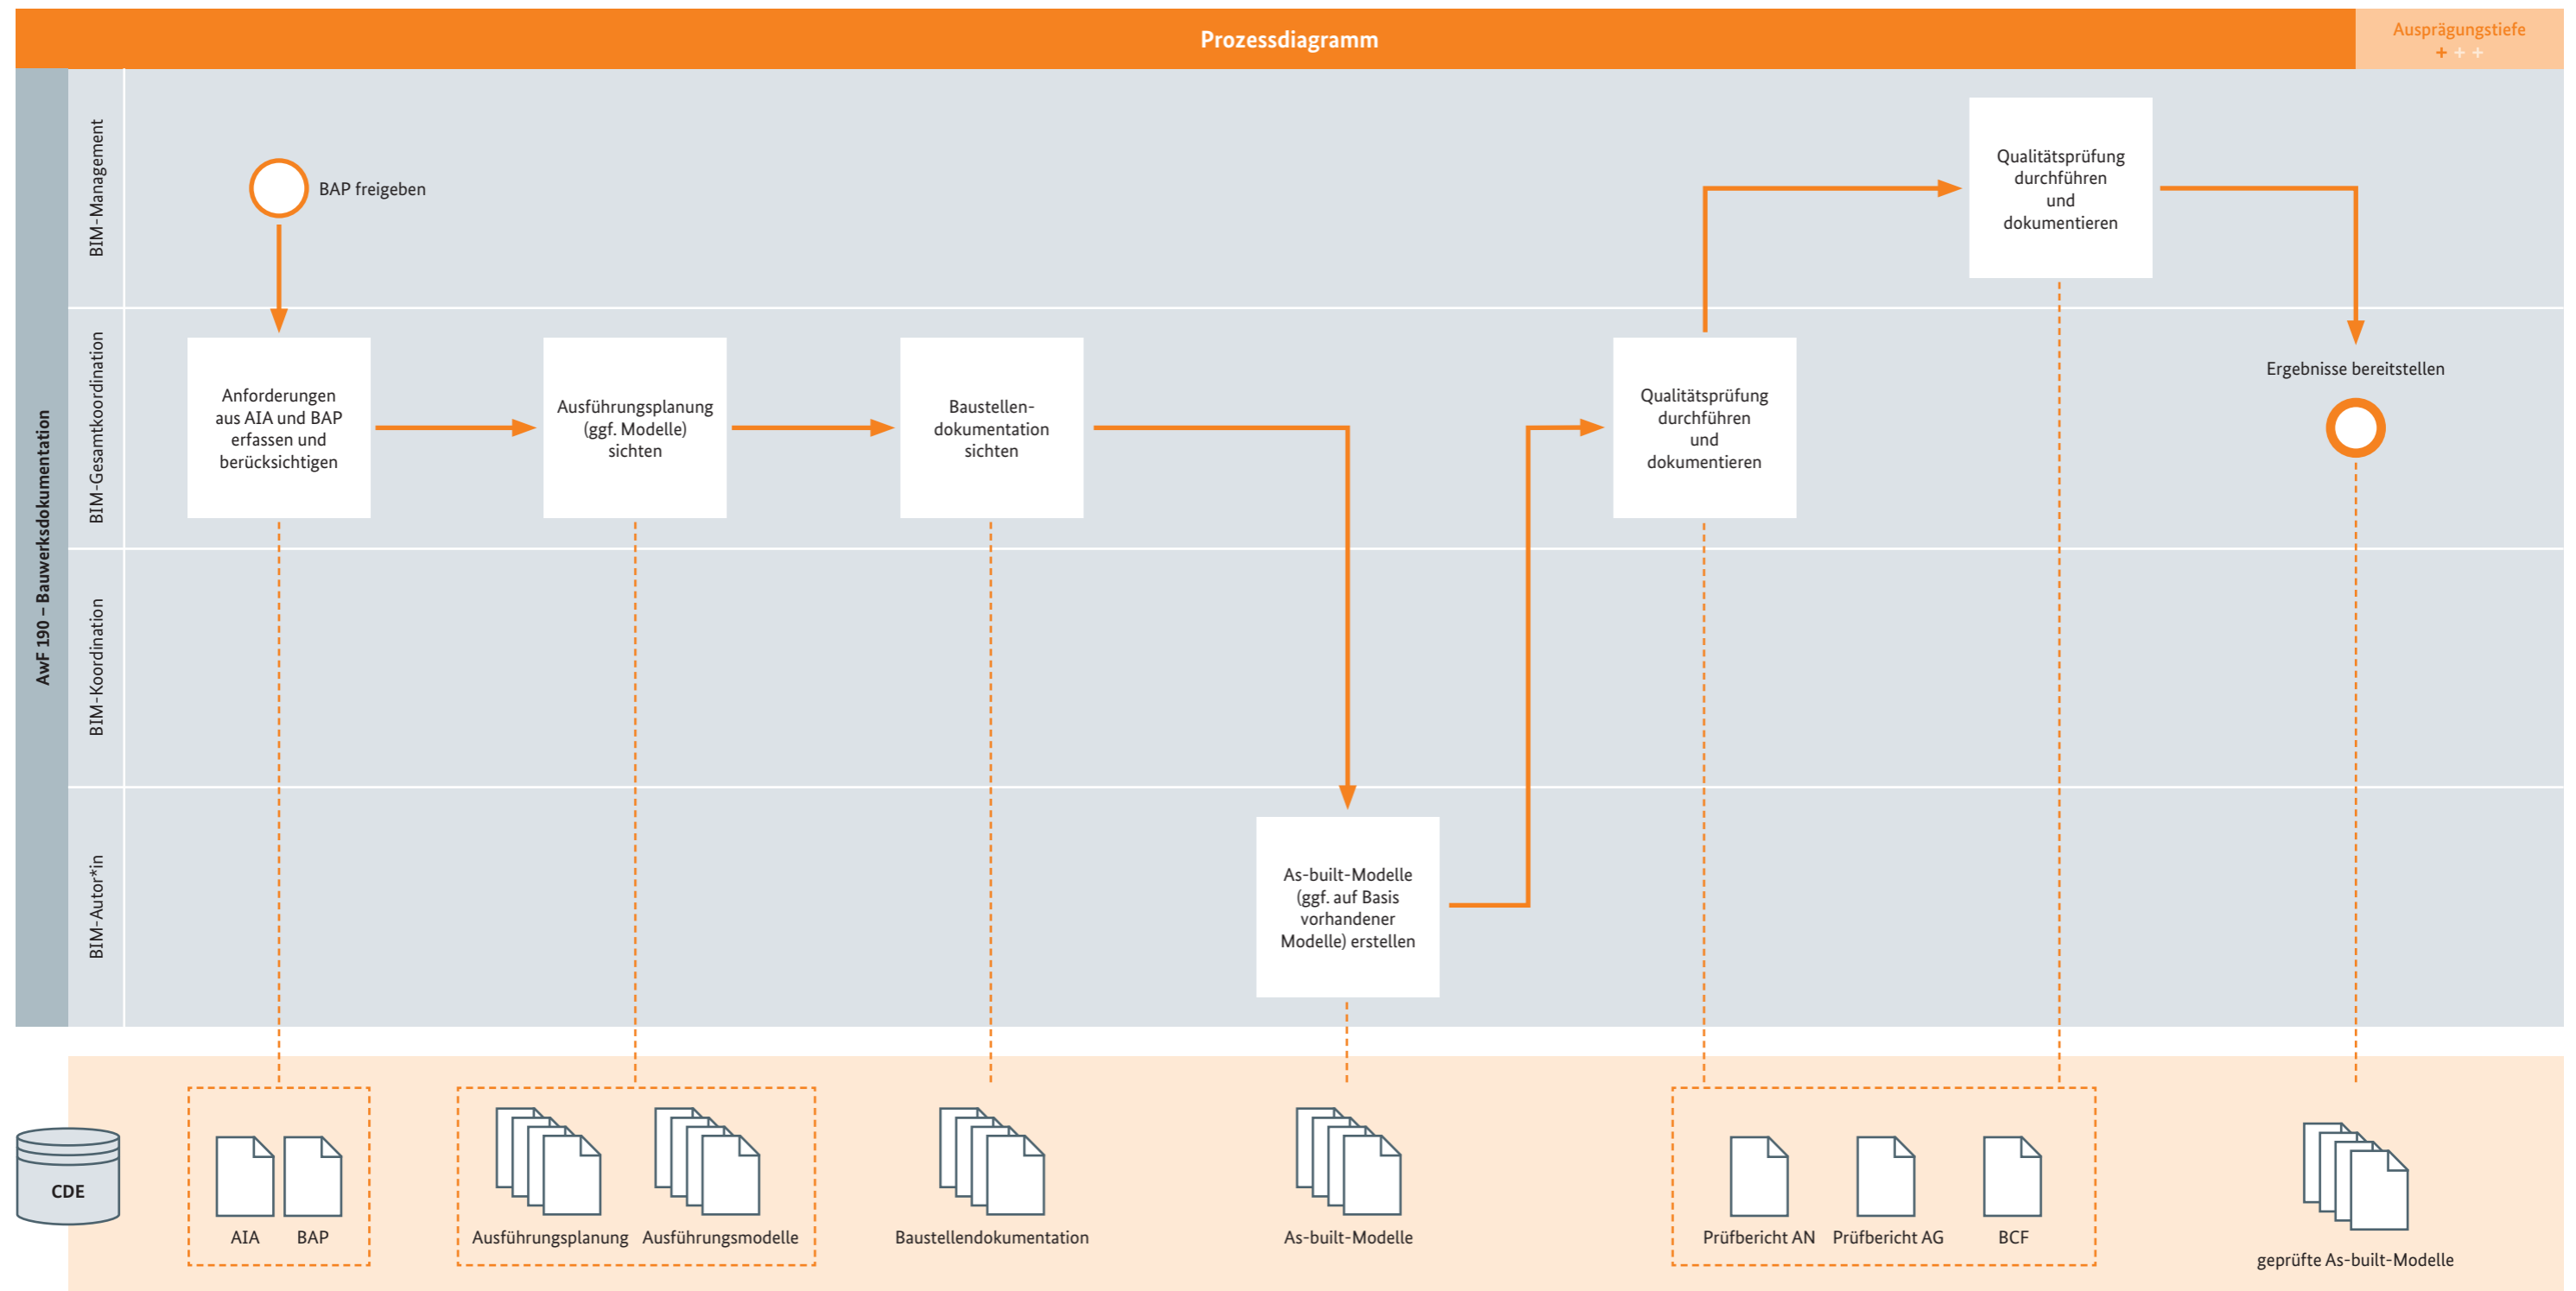 Prozessdiagramm
Ausprägungstiefe
+ + +
AwF 190 – Bauwerksdokumentation
BIM-Management
BAP freigeben
Qualitätsprüfung
durchführen
und
dokumentieren
BIM-Gesamtkoordination
Anforderungen
aus AIA und BAP
erfassen und
berücksichtigen
Ausführungsplanung
(ggf. Modelle)
sichten
Baustellen-
dokumentation
sichten
Qualitätsprüfung
durchführen
und
dokumentieren
Ergebnisse bereitstellen
BIM-Koordination
BIM-Autor*in
As-built-Modelle
(ggf. auf Basis
vorhandener
Modelle) erstellen
CDE
AIA
BAP
Ausführungsplanung
Ausführungsmodelle
Baustellendokumentation
As-built-Modelle
Prüfbericht AN
Prüfbericht AG
BCF
geprüfte As-built-Modelle